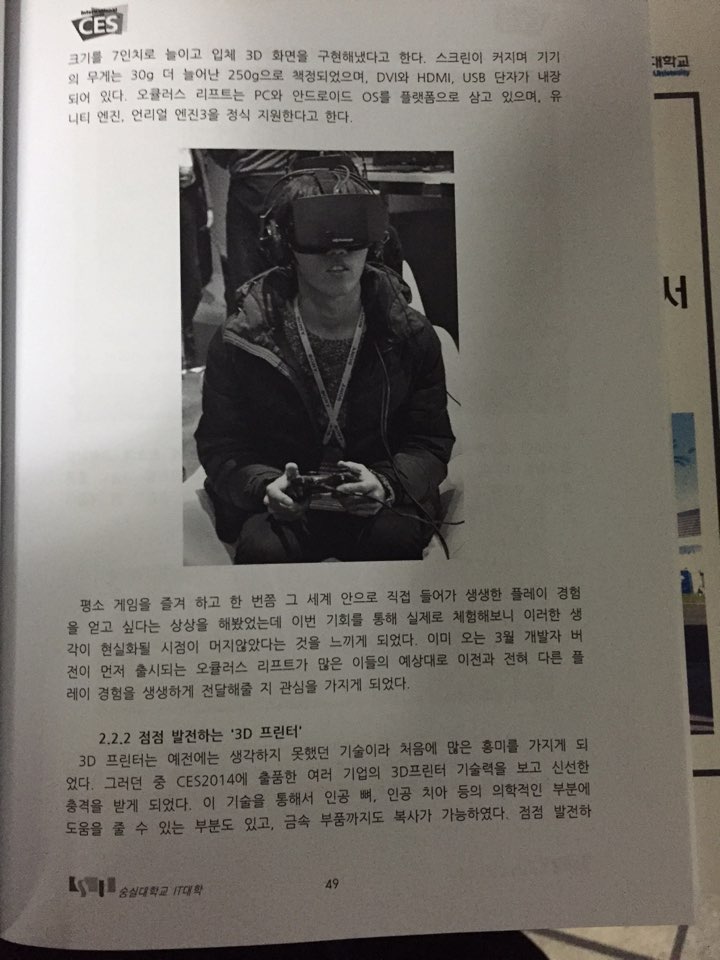 International
CES
크기를 7인치로 늘이고 입체 3D 화면을 구현해냈다고 한다. 스크린이 커지며 기기
의 무게는 30g 더 늘어난 250g으로 책정되었으며, DVI와 HDMI, USB 단자가 내장
되어 있다. 오큘러스 리프트는 PC와 안드로이드 OS를 플랫폼으로 삼고 있으며, 유
니티 엔진, 언리얼 엔진3을 정식 지원한다고 한다.
평소 게임을 즐겨 하고 한 번쯤 그 세계 안으로 직접 들어가 생생한 플레이 경험
을 얻고 싶다는 상상을 해봤었는데 이번 기회를 통해 실제로 체험해보니 이러한 생
각이 현실화될 시점이 머지않았다는 것을 느끼게 되었다. 이미 오는 3월 개발자 버
전이 먼저 출시되는 오큘러스 리프트가 많은 이들의 예상대로 이전과 전혀 다른 플
레이 경험을 생생하게 전달해줄 지 관심을 가지게 되었다.
2.2.2 점점 발전하는 '3D 프린터'
3D 프린터는 예전에는 생각하지 못했던 기술이라 처음에 많은 흥미를 가지게 되
었다. 그러던 중 CES2014에 출품한 여러 기업의 3D프린터 기술력을 보고 신선한
충격을 받게 되었다. 이 기술을 통해서 인공 뼈, 인공 치아 등의 의학적인 부분에
도움을 줄 수 있는 부분도 있고, 금속 부품까지도 복사가 가능하였다. 점점 발전하
숭실대학교 IT대학
49
대학교
University
서